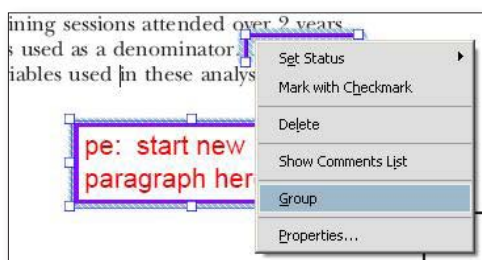 ining sessions attended over 2 years
s used as a denominator.
iables used in these analys
pe: start new
paragraph her
Set Status
Mark with Checkmark
Delete
Show Comments List
Group
Properties...